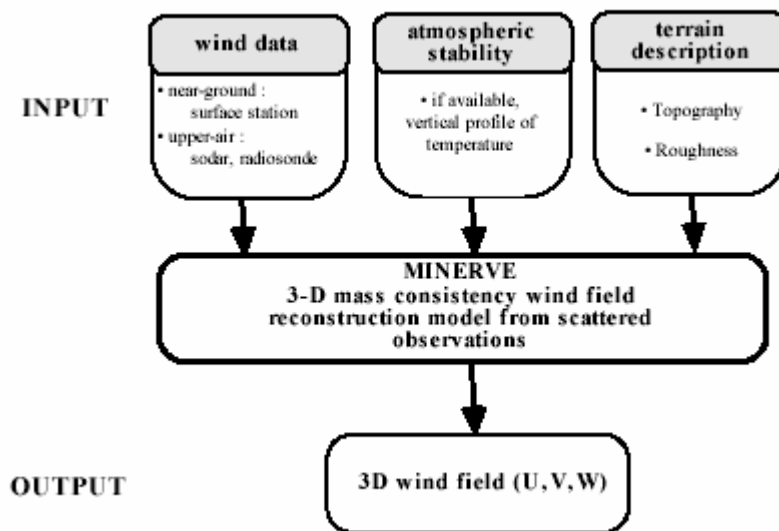 wind data
• near-ground :
surface station
• upper-air :
sodar, radiosonde
atmospheric
stability
• if available,
vertical profile of
temperature
terrain
description
• Topography
• Roughness
INPUT
MINERVE
3-D mass consistency wind field
reconstruction model from scattered
observations
3D wind field (U,V,W)
OUTPUT